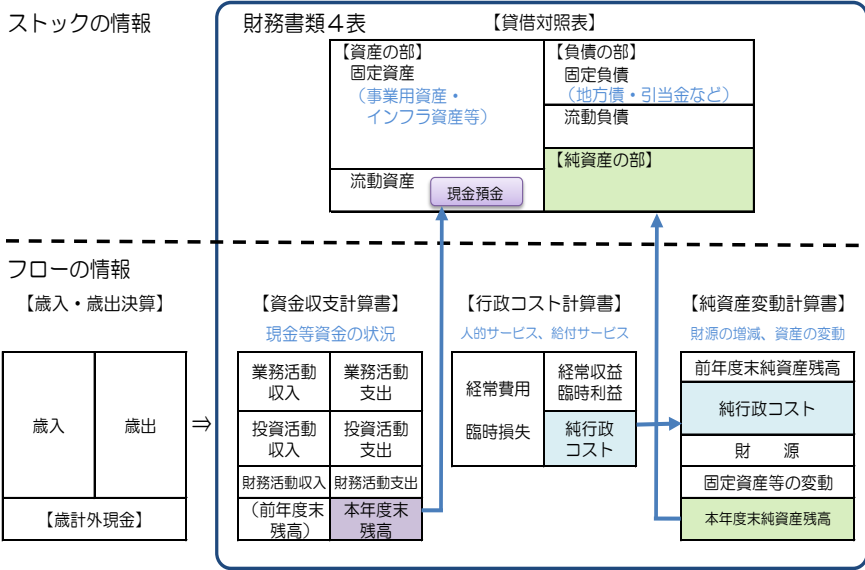 ストックの情報
財務書類４表
【貸借対照表】
【資産の部】
固定資産
（事業用資産・
インフラ資産等）
流動資産
現金預金
【負債の部】
固定負債
（地方債・引当金など）
流動負債
【純資産の部】
フローの情報
【歳入・歳出決算】
歳入
歳出
【歳計外現金】
⇒
【資金収支計算書】
現金等資金の状況
業務活動
収入
業務活動
支出
投資活動
収入
投資活動
支出
財務活動収入
財務活動支出
（前年度末
残高）
本年度末
残高
【行政コスト計算書】
人的サービス、給付サービス
経常費用
臨時損失
経常収益
臨時利益
純行政
コスト
【純資産変動計算書】
財源の増減、資産の変動
前年度末純資産残高
純行政コスト
財　　源
固定資産等の変動
本年度末純資産残高